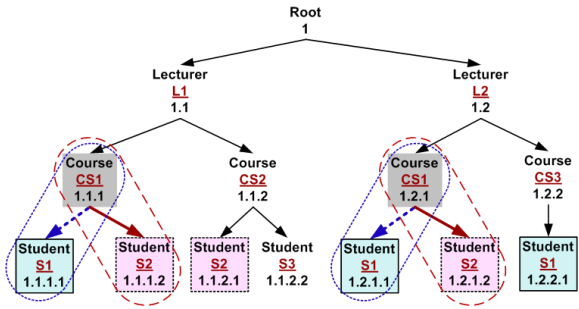 Root
1
Lecturer
L1
1.1
Lecturer
L2
1.2
Course
CS1
1.1.1
Course
CS2
1.1.2
Course
CS1
1.2.1
Course
CS3
1.2.2
Student
S1
1.1.1.1
Student
S2
1.1.1.2
Student
S2
1.1.2.1
Student
S3
1.1.2.2
Student
S1
1.2.1.1
Student
S2
1.2.1.2
Student
S1
1.2.2.1